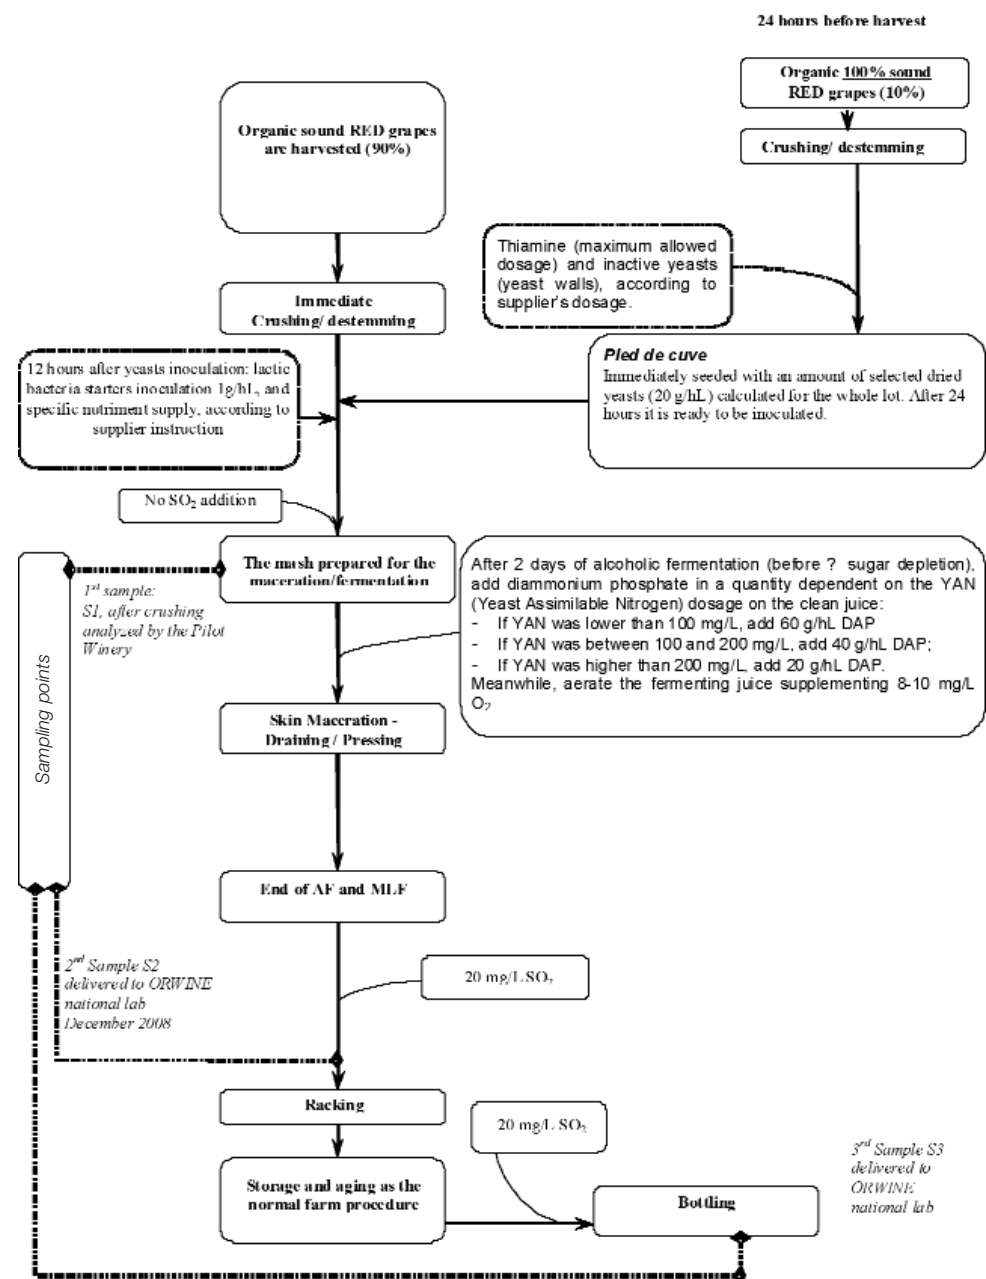 24 hours before harvest
Organic 100% sound
RED grapes (10%)
Crushing/ destemming
Organic sound RED grapes
are harvested (90%)
Thiamine (maximum allowed
dosage) and inactive yeasts
(yeast walls), according to
supplier's dosage.
Immediate
Crushing/ destemming
Pled de cuve
Immediately seeded with an amount of selected dried
yeasts (20 g/hL) calculated for the whole lot. After 24
hours it is ready to be inoculated.
12 hours after yeasts inoculation: lactic
bacteria starters inoculation 1g/hL, and
specific nutriment supply, according to
supplier instruction
No SO₂ addition
The mash prepared for the
maceration/fermentation
1st sample:
S1, after crushing
analyzed by the Pilot
Winery
After 2 days of alcoholic fermentation (before ? sugar depletion),
add diammonium phosphate in a quantity dependent on the YAN
(Yeast Assimilable Nitrogen) dosage on the clean juice:
- If YAN was lower than 100 mg/L, add 60 g/hL DAP
- If YAN was between 100 and 200 mg/L, add 40 g/hL DAP;
- If YAN was higher than 200 mg/L, add 20 g/hL DAP.
Meanwhile, aerate the fermenting juice supplementing 8-10 mg/L
O₂
Sampling points
Skin Maceration -
Draining / Pressing
End of AF and MLF
2nd Sample S2
delivered to ORWINE
national lab
December 2008
20 mg/L SO₂
Racking
20 mg/L SO₂
Storage and aging as the
normal farm procedure
Bottling
3rd Sample S3
delivered to
ORWINE
national lab